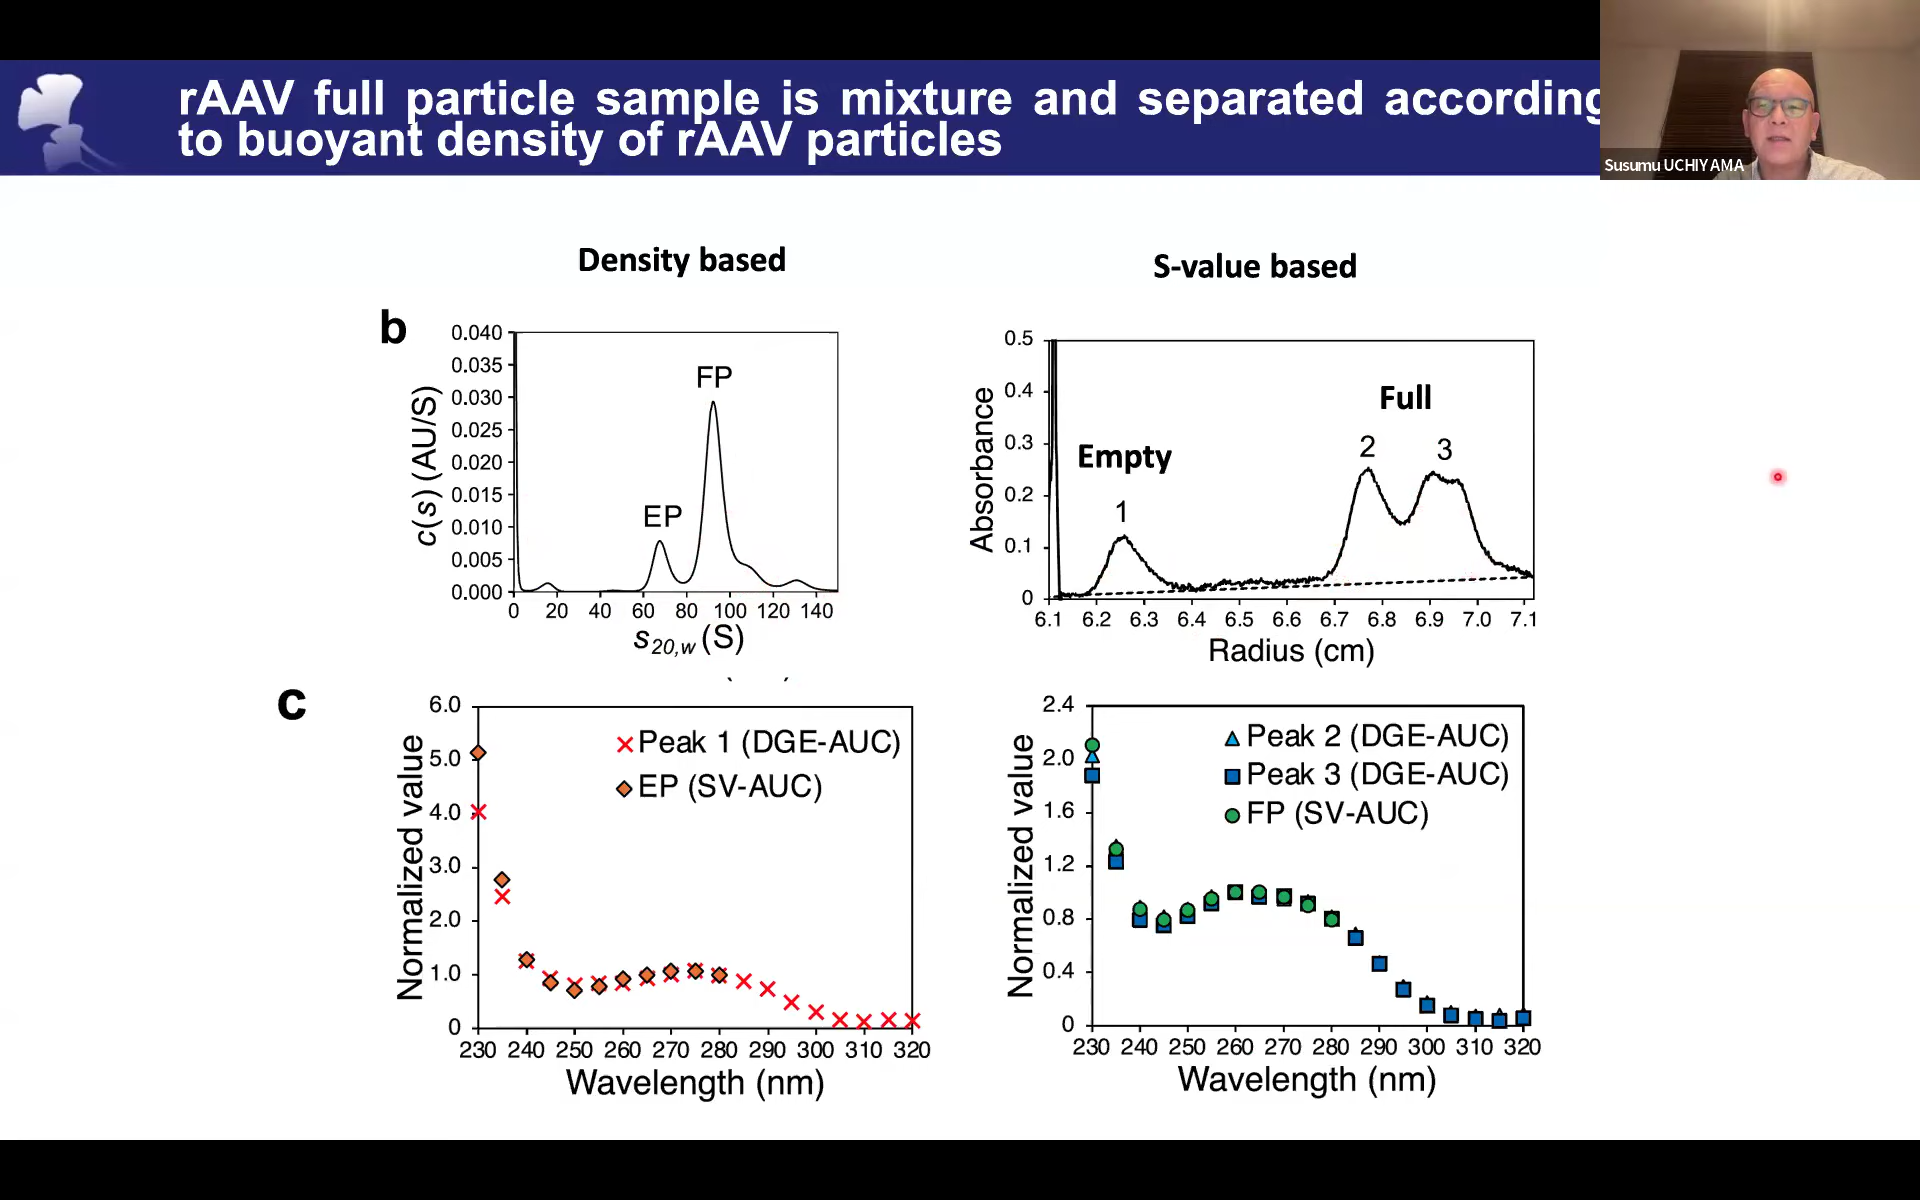 rAAV full particle sample is mixture and separated according
to buoyant density of rAAV particles
Susumu UCHIYAMA
Density based
S-value based
b
0.040
0.035
0.030
0.025
0.020
0.015
0.010
0.005
0.000
c(s) (AU/S)
FP
EP
0 20 40 60 80 100 120 140
s20,w (S)
0.5
0.4
0.3
0.2
0.1
0
Absorbance
Empty
Full
1
2
3
6.1 6.2 6.3 6.4 6.5 6.6 6.7 6.8 6.9 7.0 7.1
Radius (cm)
c
6.0
5.0
4.0
3.0
2.0
1.0
0
Normalized value
Peak 1 (DGE-AUC)
EP (SV-AUC)
230 240 250 260 270 280 290 300 310 320
Wavelength (nm)
2.4
2.0
1.6
1.2
0.8
0.4
0
Normalized value
Peak 2 (DGE-AUC)
Peak 3 (DGE-AUC)
FP (SV-AUC)
230 240 250 260 270 280 290 300 310 320
Wavelength (nm)